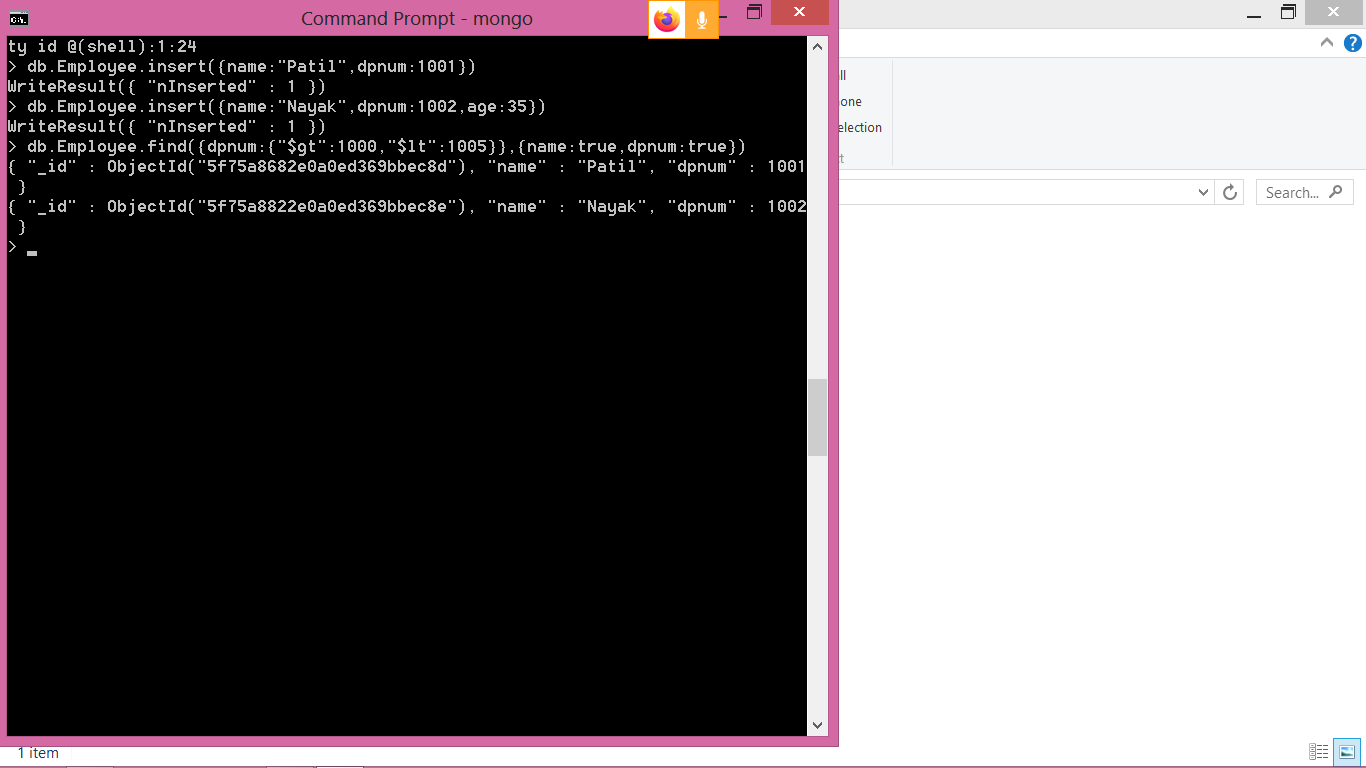 Command Prompt - mongo
ty id @(shell):1:24
> db.Employee.insert({name:"Patil",dpnum:1001})
WriteResult({ "nInserted" : 1 })
> db.Employee.insert({name:"Nayak",dpnum:1002,age:35})
WriteResult({ "nInserted" : 1 })
> db.Employee.find({dpnum:{"$gt":1000,"$lt":1005}},{name:true,dpnum:true})
{ "_id" : ObjectId("5f75a8682e0a0ed369bbec8d"), "name" : "Patil", "dpnum" : 1001
 }
{ "_id" : ObjectId("5f75a8822e0a0ed369bbec8e"), "name" : "Nayak", "dpnum" : 1002
 }
>
ll
one
election
t
Search...
1 item